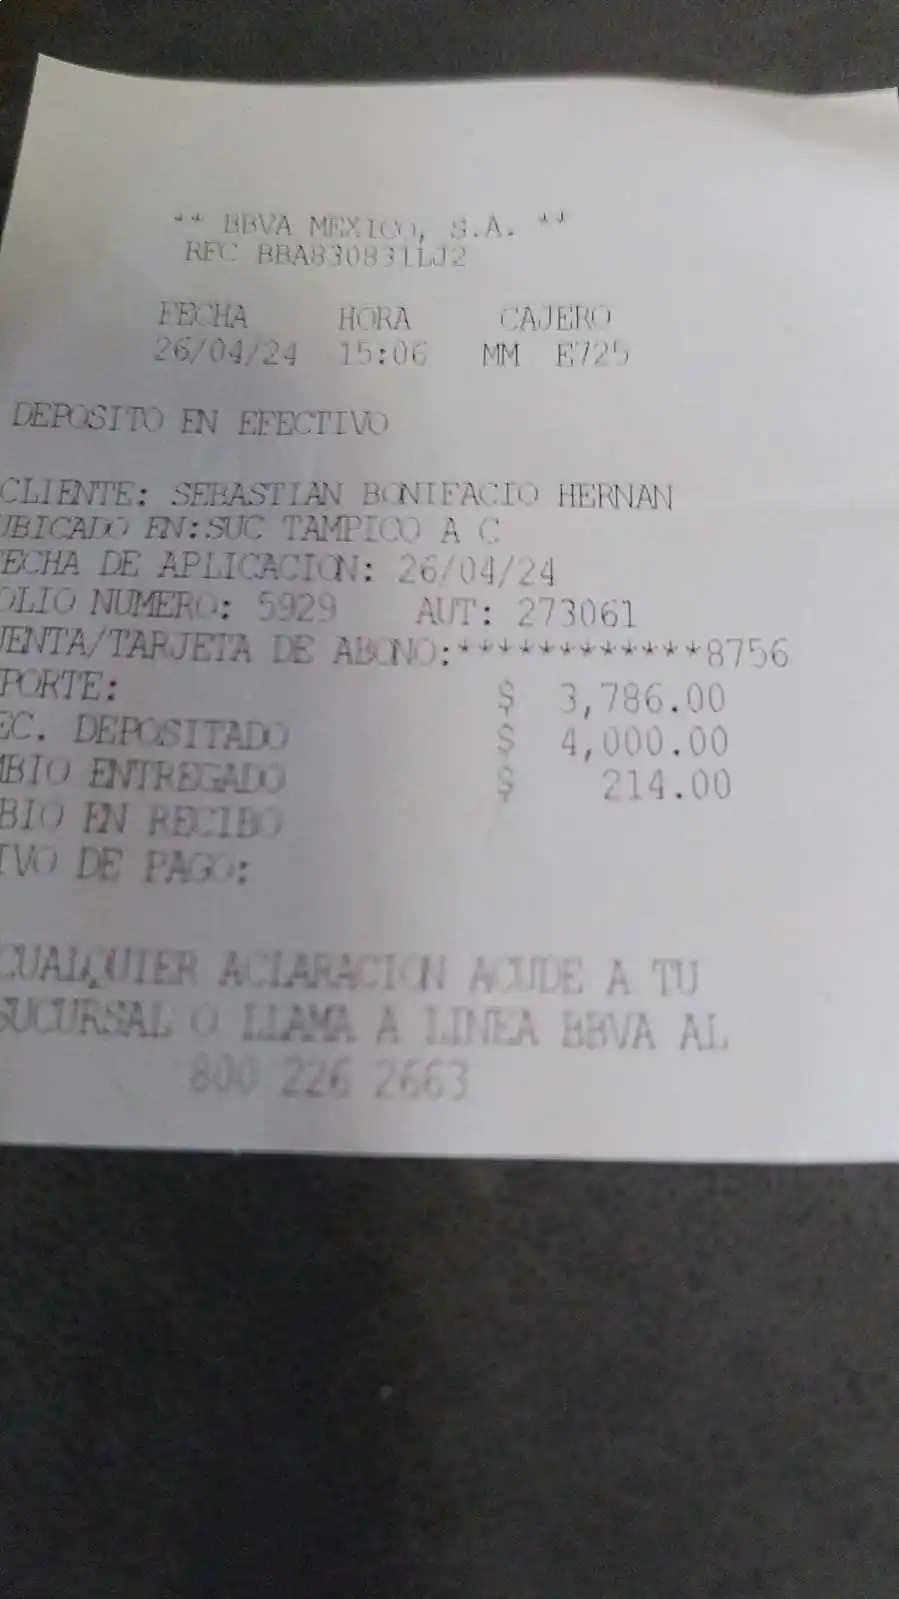 ** BBVA MEXICO, S.A. **
RFC BBA830831LJ2
FECHA HORA CAJERO
26/04/24 15:06 MM E725
DEPOSITO EN EFECTIVO
CLIENTE: SEBASTIAN BONIFACIO HERNAN
UBICADO EN:SUC TAMPICO A C
FECHA DE APLICACION: 26/04/24
OLIO NUMERO: 5929 AUT: 273061
UENTA/TARJETA DE ABONO:************8756
PORTE: $ 3,786.00
EC. DEPOSITADO $ 4,000.00
MBIO ENTREGADO $ 214.00
BIO EN RECIBO
IVO DE PAGO:
CUALQUIER ACLARACION ACUDE A TU
SUCURSAL O LLAMA A LINEA BBVA AL
800 226 2663